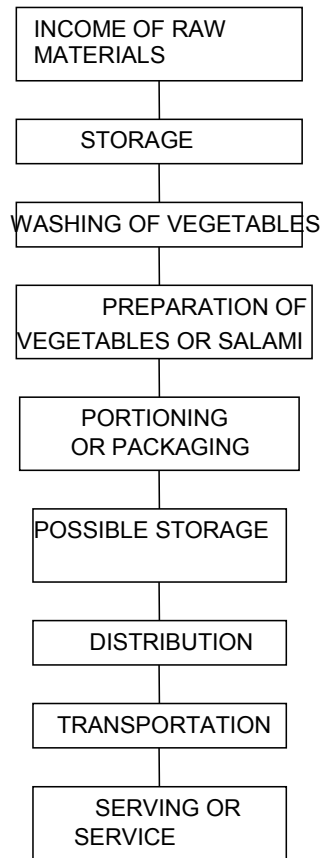 INCOME OF RAW
MATERIALS
STORAGE
WASHING OF VEGETABLES
PREPARATION OF
VEGETABLES OR SALAMI
PORTIONING
OR PACKAGING
POSSIBLE STORAGE
DISTRIBUTION
TRANSPORTATION
SERVING OR
SERVICE